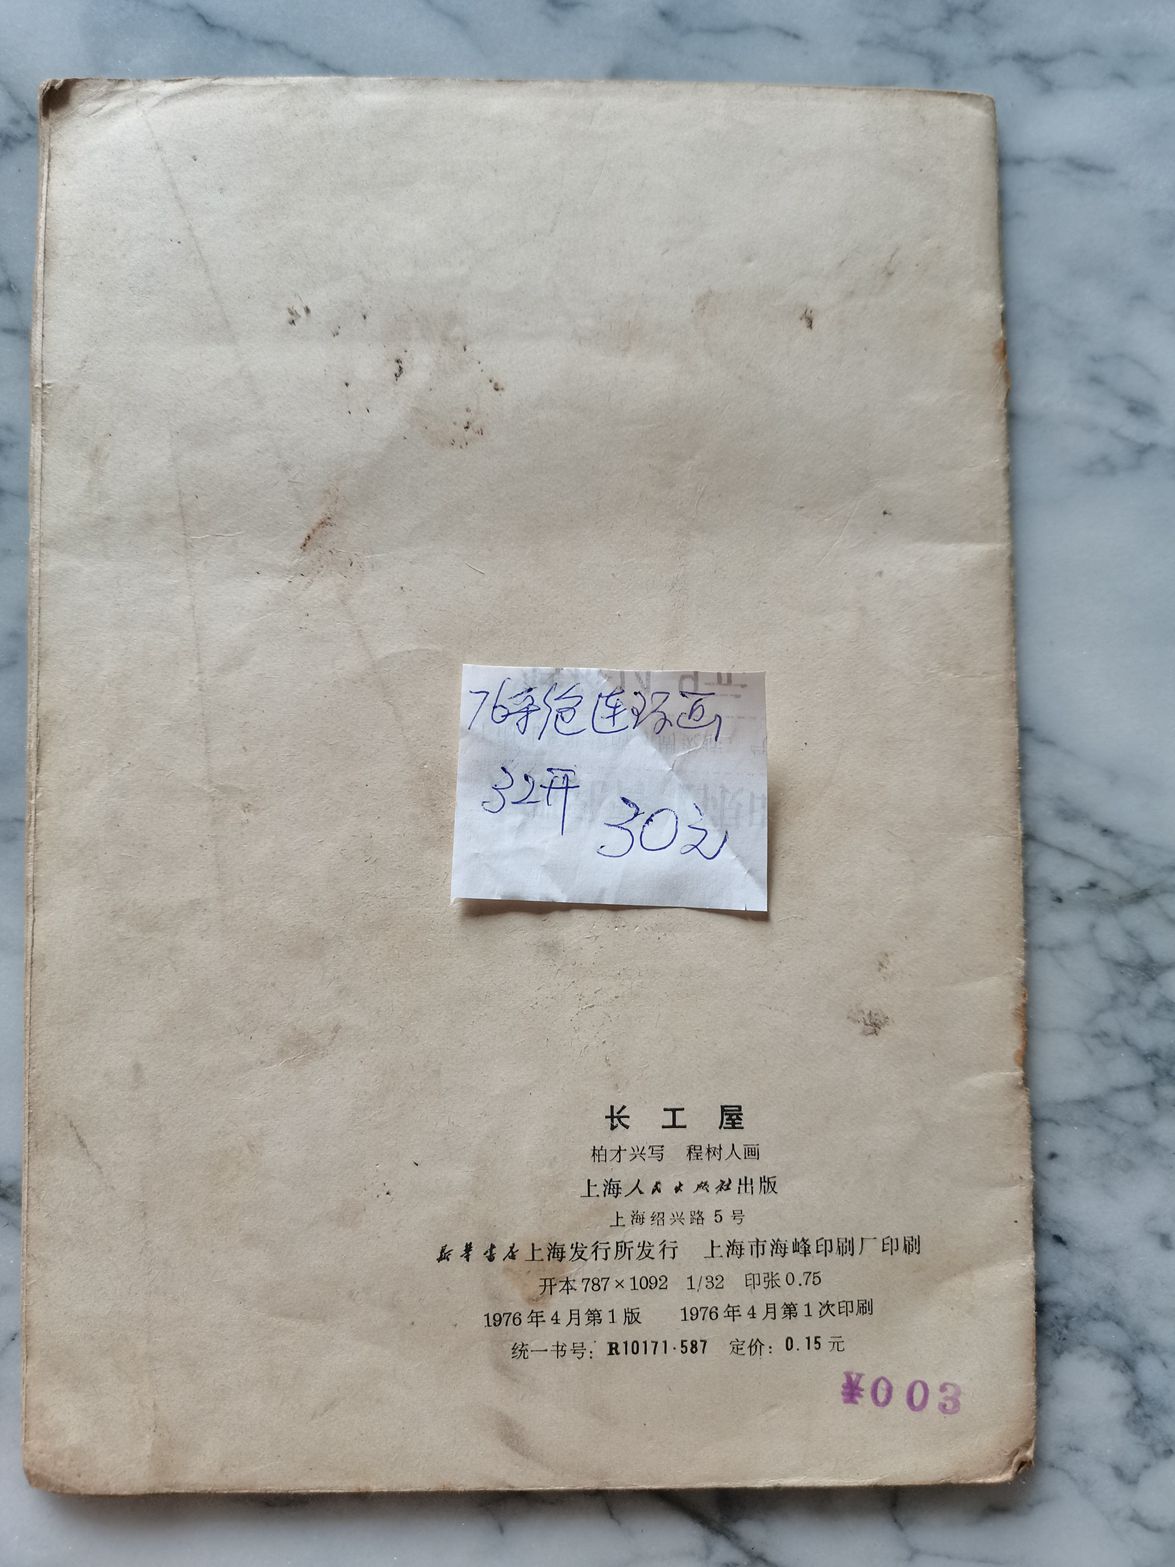 76年彩绘连环画
32开
30元
长工屋
柏才兴写 程树人画
上海人民出版社出版
上海绍兴路5号
新华书店上海发行所发行 上海市海峰印刷厂印刷
开本787×1092 1/32 印张0.75
1976年4月第1版 1976年4月第1次印刷
统一书号：R10171·587 定价：0.15元
¥003